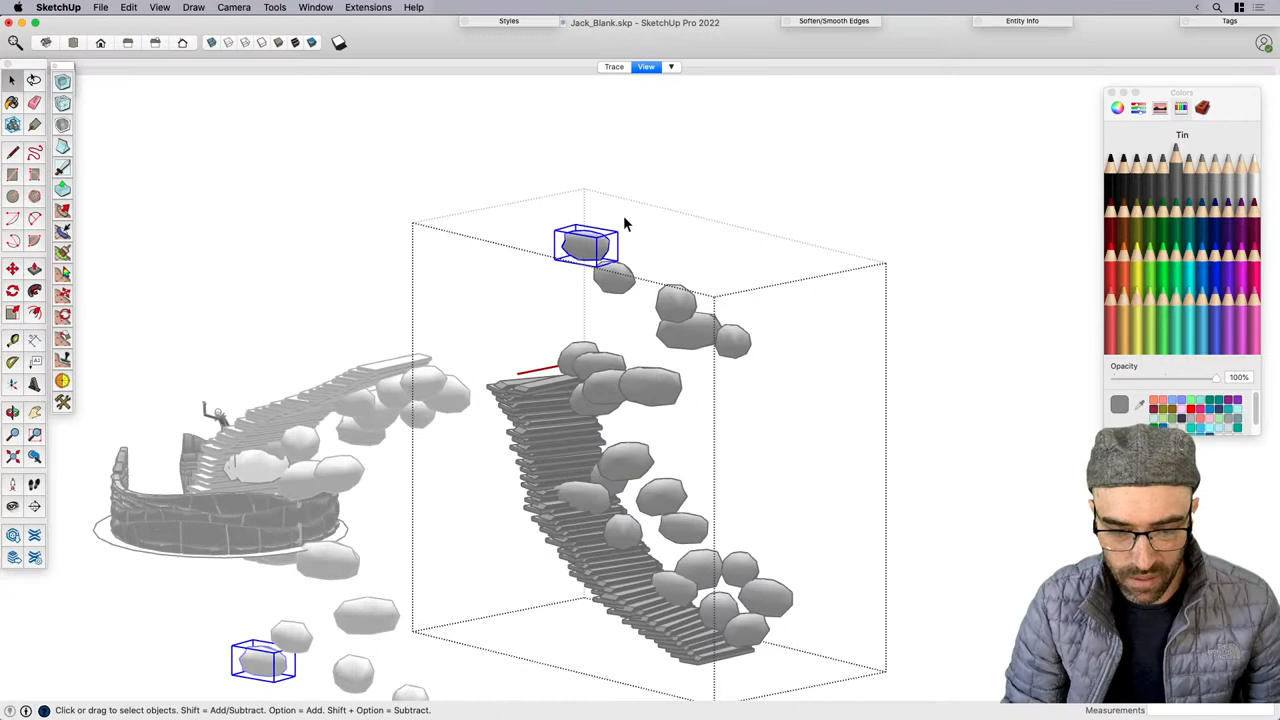 SketchUp File Edit View Draw Camera Tools Window Extensions Help
Styles
Jack_Blank.skp - SketchUp Pro 2022
Soften/Smooth Edges
Entity Info
Tags
Trace View
Colors
Tin
Opacity
100%
Click or drag to select objects. Shift = Add/Subtract. Option = Add. Shift + Option = Subtract.
Measurements